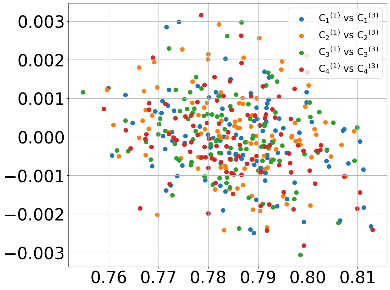 C₁⁽¹⁾ vs C₁⁽³⁾
C₂⁽¹⁾ vs C₂⁽³⁾
C₃⁽¹⁾ vs C₃⁽³⁾
C₄⁽¹⁾ vs C₄⁽³⁾
0.003
0.002
0.001
0.000
−0.001
−0.002
−0.003
0.76 0.77 0.78 0.79 0.80 0.81